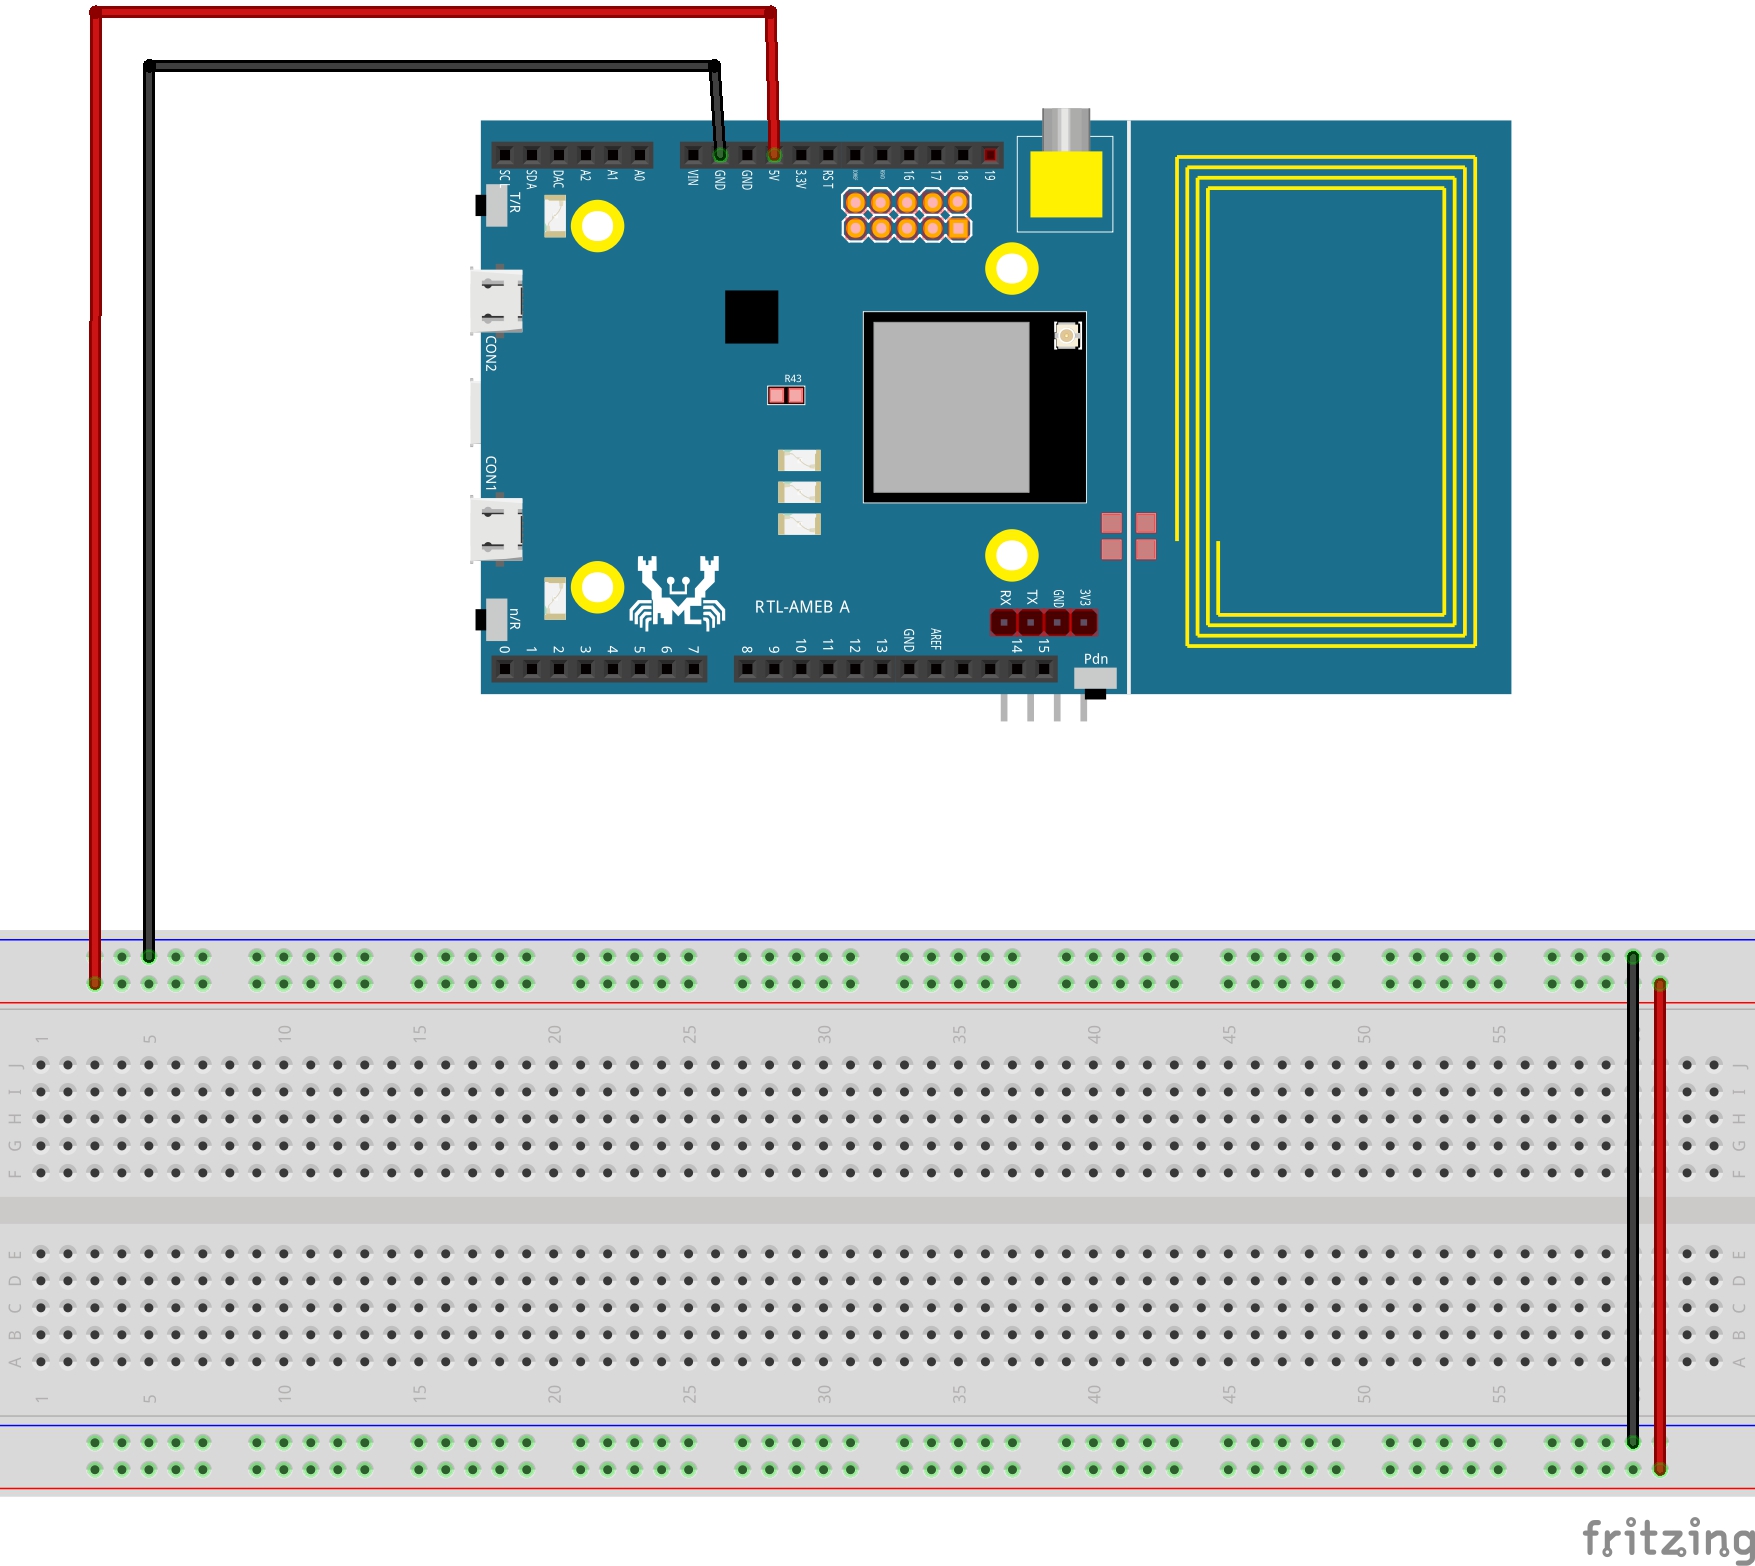 SCL SDA DAC A2 A1 A0 VIN GND GND 5V 3.3V RST 16 17 18 19
T/R
CON2
R43
CON1
n/R
RTL-AMEB A
RX TX GND 3V3
0 1 2 3 4 5 6 7 8 9 10 11 12 13 GND AREF 14 15
Pdn
1 5 10 15 20 25 30 35 40 45 50 55
J J
I I
H H
G G
F F
E E
D D
C C
B B
A A
1 5 10 15 20 25 30 35 40 45 50 55
fritzing